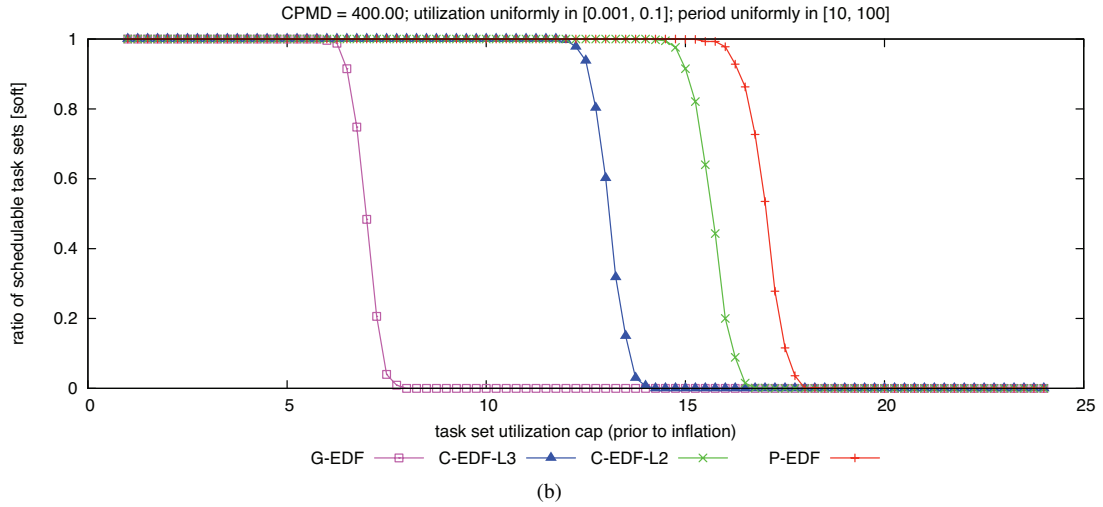 CPMD = 400.00; utilization uniformly in [0.001, 0.1]; period uniformly in [10, 100]
1
0.8
0.6
0.4
0.2
0
ratio of schedulable task sets [soft]
0 5 10 15 20 25
task set utilization cap (prior to inflation)
G-EDF C-EDF-L3 C-EDF-L2 P-EDF
(b)